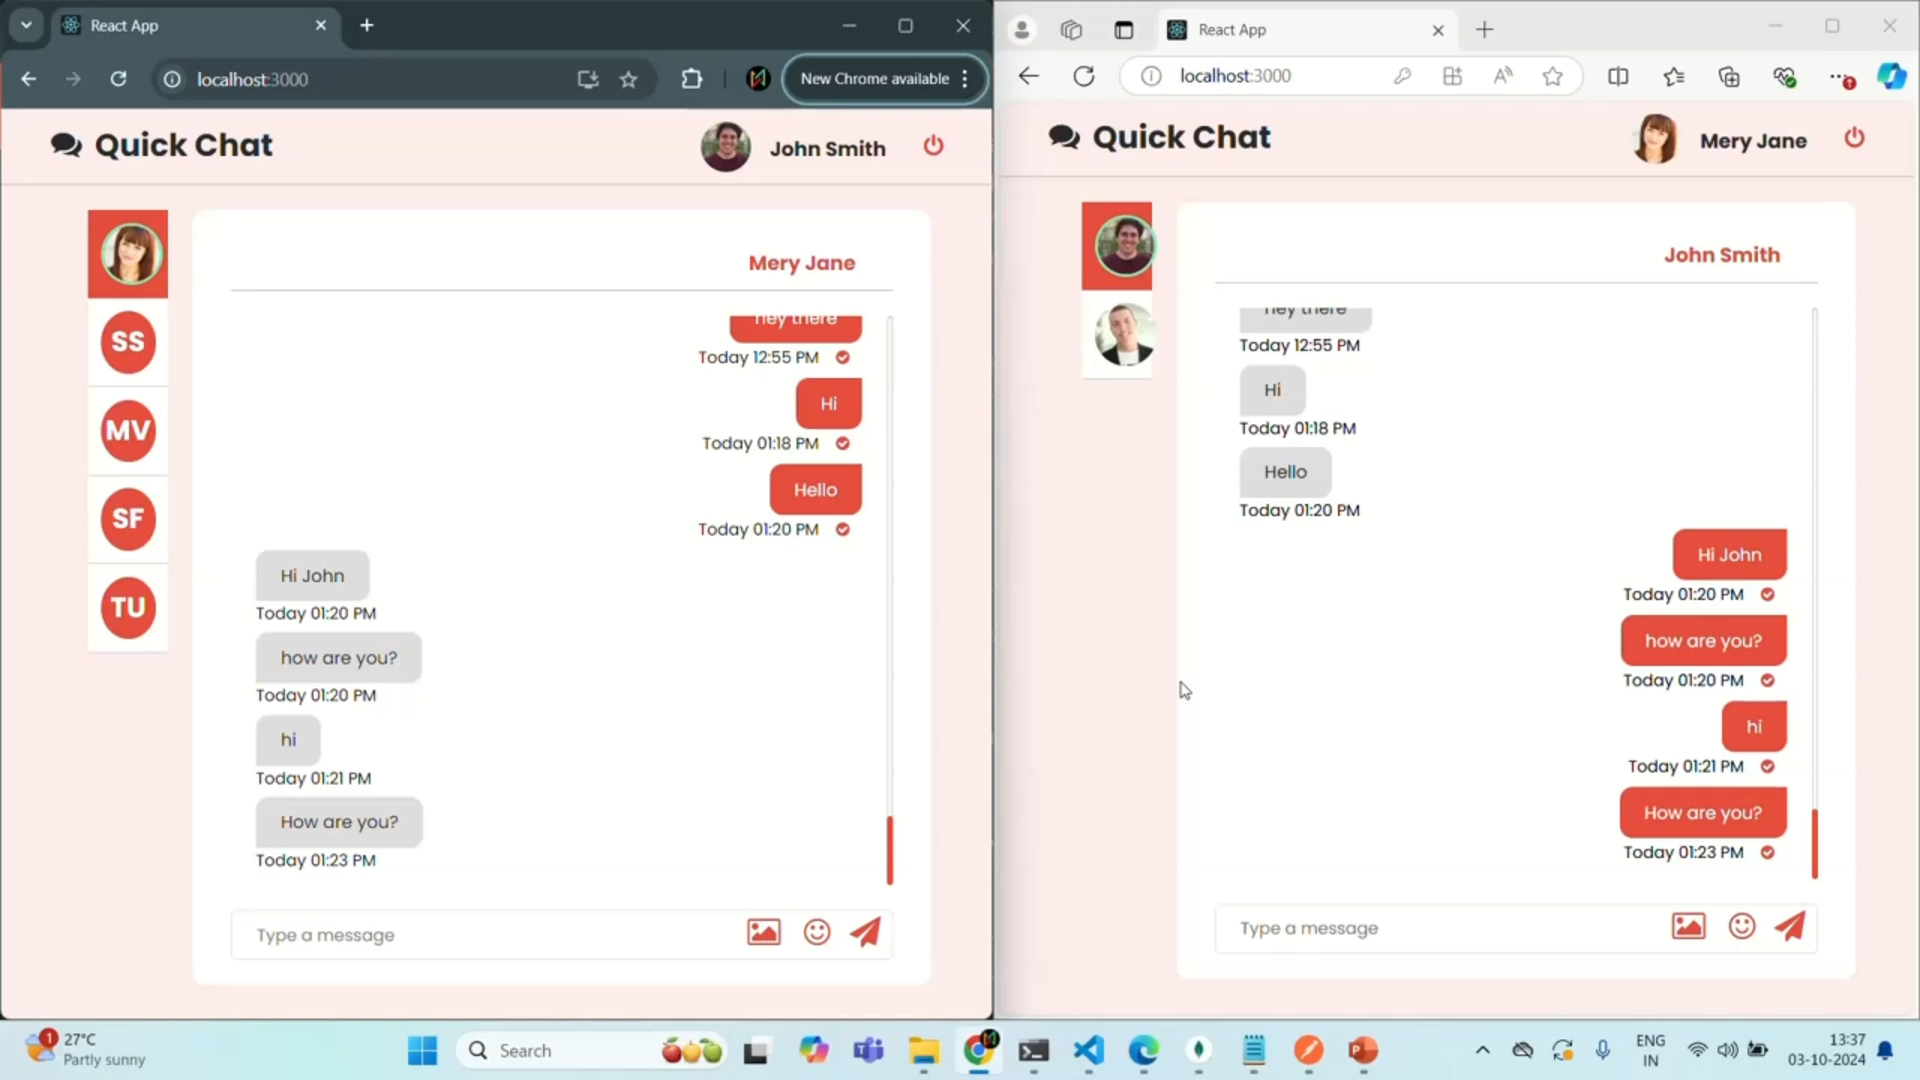 React App
localhost:3000
New Chrome available
Quick Chat
John Smith
SS
MV
SF
TU
Mery Jane
hey there
Today 12:55 PM
Hi
Today 01:18 PM
Hello
Today 01:20 PM
Hi John
Today 01:20 PM
how are you?
Today 01:20 PM
hi
Today 01:21 PM
How are you?
Today 01:23 PM
Type a message
React App
localhost:3000
Quick Chat
Mery Jane
John Smith
hey there
Today 12:55 PM
Hi
Today 01:18 PM
Hello
Today 01:20 PM
Hi John
Today 01:20 PM
how are you?
Today 01:20 PM
hi
Today 01:21 PM
How are you?
Today 01:23 PM
Type a message
1
27°C
Partly sunny
Search
ENG
IN
13:37
03-10-2024